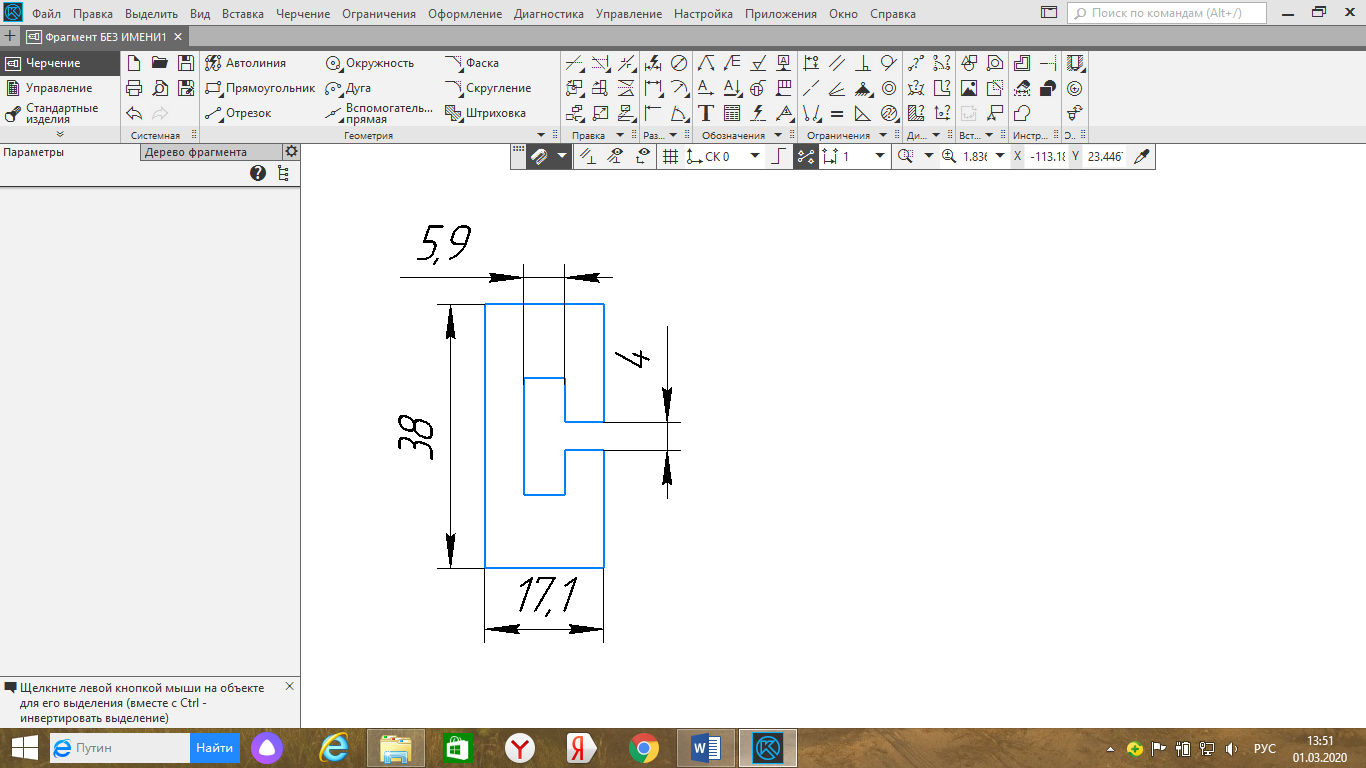 Файл Правка Выделить Вид Вставка Черчение Ограничения Оформление Диагностика Управление Настройка Приложения Окно Справка Поиск по командам (Alt+/)
Фрагмент БЕЗ ИМЕНИ1
Черчение Автолиния Окружность Фаска
Управление Прямоугольник Дуга Скругление
Стандартные
изделия Отрезок Вспомогатель...
прямая Штриховка
Системная Геометрия Правка Раз... Обозначения Ограничения Ди... Вст... Инстр... Э..
Параметры Дерево фрагмента СК 0 1 1.836 X -113.18 Y 23.446
5,9
4
38
17,1
Щелкните левой кнопкой мыши на объекте
для его выделения (вместе с Ctrl -
инвертировать выделение)
Путин Найти РУС 13:51
01.03.2020